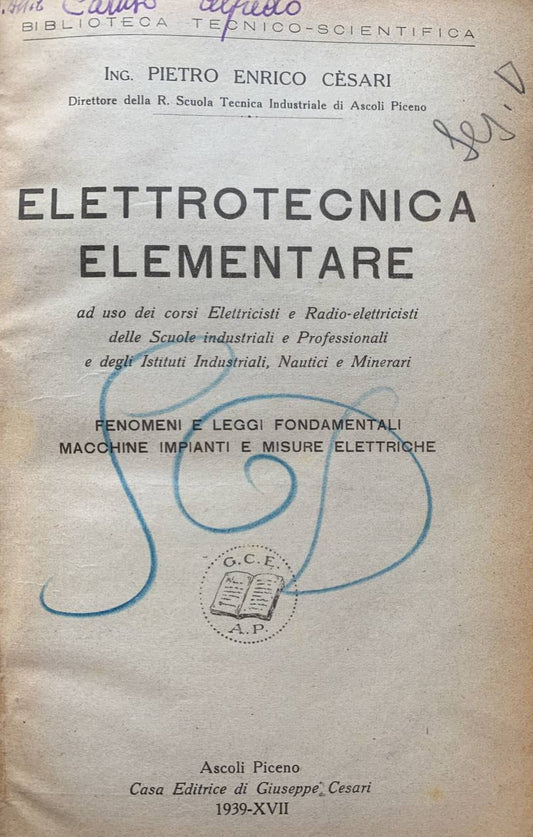 Caruso Alfredo
BIBLIOTECA TECNICO-SCIENTIFICA
ING. PIETRO ENRICO CÈSARI
Direttore della R. Scuola Tecnica Industriale di Ascoli Piceno
ELETTROTECNICA
ELEMENTARE
ad uso dei corsi Elettricisti e Radio-elettricisti
delle Scuole industriali e Professionali
e degli Istituti Industriali, Nautici e Minerari
FENOMENI E LEGGI FONDAMENTALI
MACCHINE IMPIANTI E MISURE ELETTRICHE
G.C.E.
A.P.
Ascoli Piceno
Casa Editrice di Giuseppe Cesari
1939-XVII